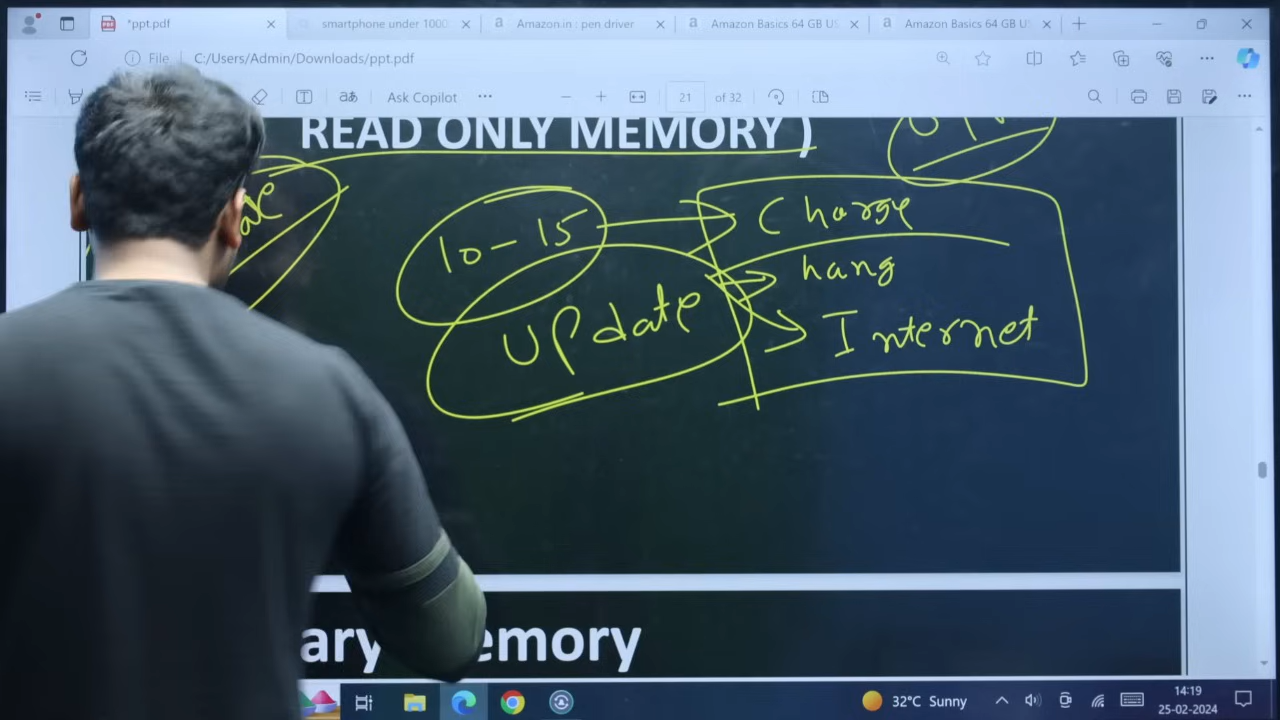 *ppt.pdf
smartphone under 1000
Amazon.in : pen driver
Amazon Basics 64 GB U
Amazon Basics 64 GB U
File C:/Users/Admin/Downloads/ppt.pdf
Ask Copilot
21 of 32
READ ONLY MEMORY )
10-15
Charge
hang
Update
Internet
ary
emory
32°C Sunny
14:19
25-02-2024